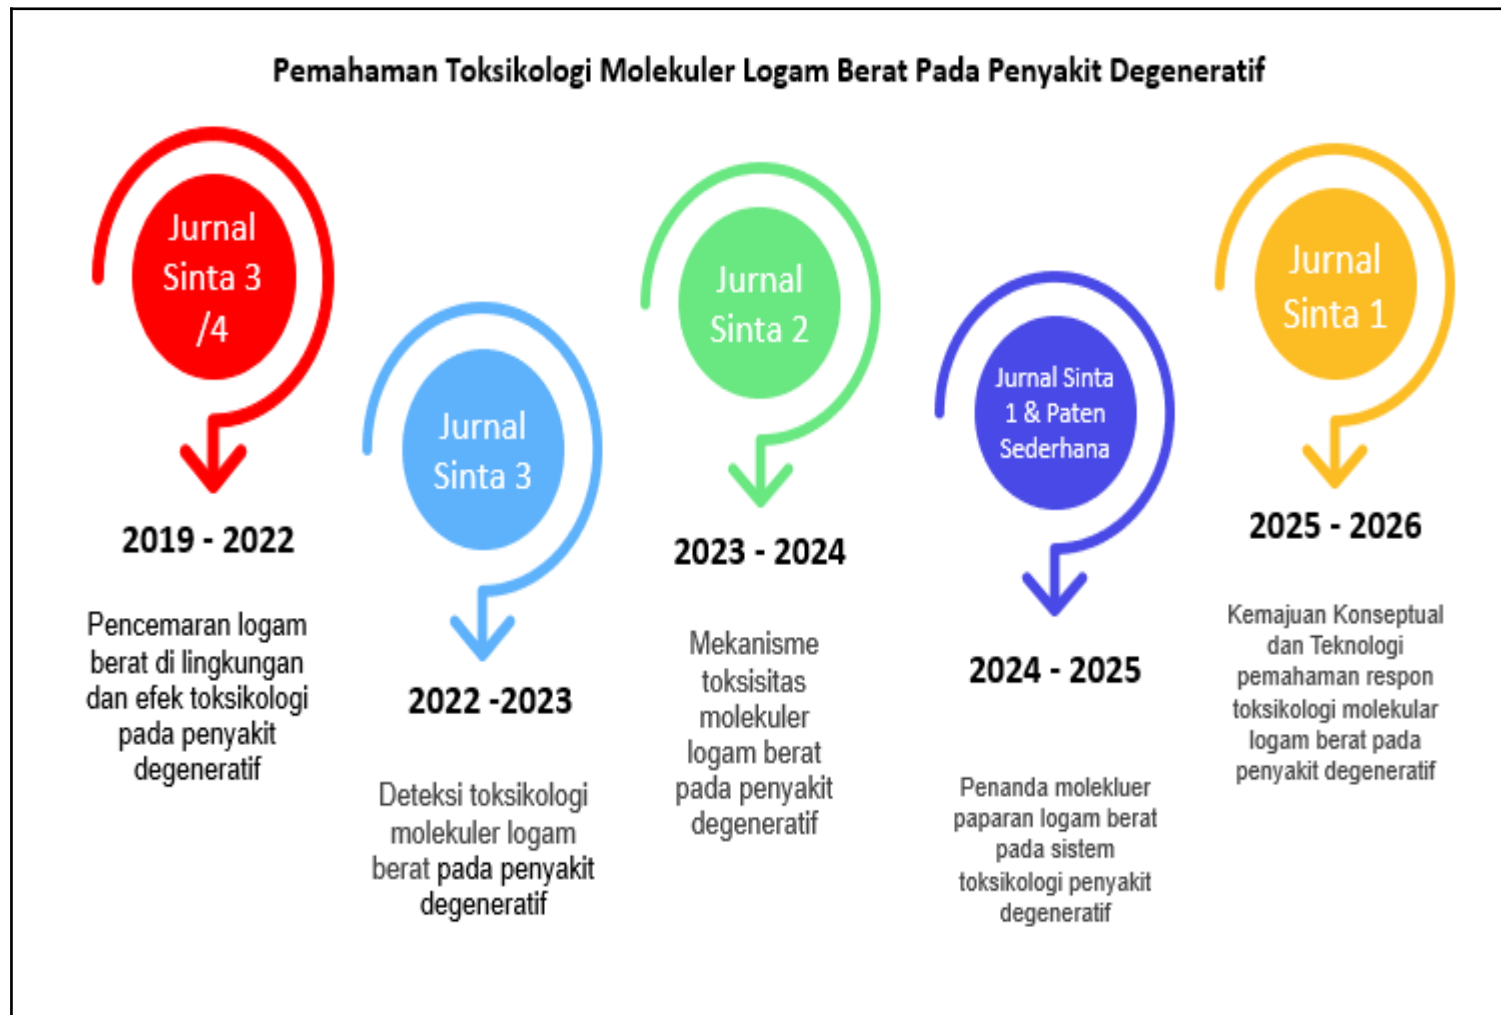 Pemahaman Toksikologi Molekuler Logam Berat Pada Penyakit Degeneratif
Jurnal
Sinta 3
/4
2019 - 2022
Pencemaran logam
berat di lingkungan
dan efek toksikologi
pada penyakit
degeneratif
Jurnal
Sinta 3
2022 -2023
Deteksi toksikologi
molekuler logam
berat pada penyakit
degeneratif
Jurnal
Sinta 2
2023 - 2024
Mekanisme
toksisitas
molekuler
logam berat
pada penyakit
degeneratif
Jurnal Sinta
1 & Paten
Sederhana
2024 - 2025
Penanda molekluer
paparan logam berat
pada sistem
toksikologi penyakit
degeneratif
Jurnal
Sinta 1
2025 - 2026
Kemajuan Konseptual
dan Teknologi
pemahaman respon
toksikologi molekular
logam berat pada
penyakit degeneratif